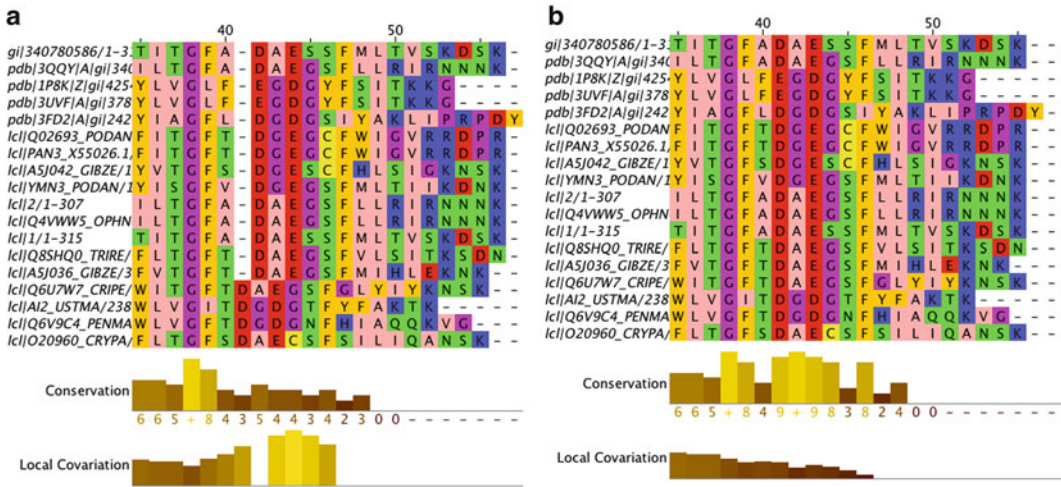 a
40 50
gi|340780586/1-31 T I T G F A - D A E S S F M L T V S K D S K -
pdb|3QQY|A|gi|340 I L T G F A - D A E G S F L L R I R N N N K -
pdb|1P8K|Z|gi|425 Y L V G L F - E G D G Y F S I T K K G - - - -
pdb|3UVF|A|gi|378 Y L V G L F - E G D G Y F S I T K K G - - - -
pdb|3FD2|A|gi|242 Y I A G F L - D G D G S I Y A K L I P R P D Y
lcl|Q02693_PODAN F I T G F T - D G E G C F W I G V R R D P R -
lcl|PAN3_X55026.1/ F I T G F T - D G E G C F W I G V R R D P R -
lcl|A5J042_GIBZE/1 Y V T G F S - D G E S C F H L S I G K N S K -
lcl|YMN3_PODAN/1 Y I S G F V - D G E G S F M L T I I K D N K -
lcl|2/1-307 I L T G F A - D A E G S F L L R I R N N N K -
lcl|Q4VWW5_OPHN I L T G F A - D A E G S F L L R I R N N N K -
lcl|1/1-315 T I T G F A - D A E S S F M L T V S K D S K -
lcl|Q8SHQ0_TRIRE/ F L T G F T - D A E G S F V L S I T K S D N -
lcl|A5J036_GIBZE/3 F V T G F T - D A E G S F M I H L E K N K - -
lcl|Q6U7W7_CRIPE/ W I T G F T D A E G S F G L Y I Y K N S K - -
lcl|AI2_USTMA/238 W L V G I T D G D G T F Y F A K T K - - - - -
lcl|Q6V9C4_PENMA W L V G F T D G D G N F H I A Q Q K V G - - -
lcl|O20960_CRYPA/ F L T G F S D A E C S F S I L I Q A N S K - -
Conservation
6 6 5 + 8 4 3 5 4 4 3 4 2 3 0 0 - - - - - - -
Local Covariation
b
40 50
gi|340780586/1-3 T I T G F A D A E S S F M L T V S K D S K - -
pdb|3QQY|A|gi|340 I L T G F A D A E G S F L L R I R N N N K - -
pdb|1P8K|Z|gi|425 Y L V G L F E G D G Y F S I T K K G - - - - -
pdb|3UVF|A|gi|378 Y L V G L F E G D G Y F S I T K K G - - - - -
pdb|3FD2|A|gi|242 Y I A G F L D G D G S I Y A K L I P R P D Y -
lcl|Q02693_PODAN F I T G F T D G E G C F W I G V R R D P R - -
lcl|PAN3_X55026.1, F I T G F T D G E G C F W I G V R R D P R - -
lcl|A5J042_GIBZE/1 Y V T G F S D G E S C F H L S I G K N S K - -
lcl|YMN3_PODAN/1 Y I S G F V D G E G S F M L T I I K D N K - -
lcl|2/1-307 I L T G F A D A E G S F L L R I R N N N K - -
lcl|Q4VWW5_OPHN I L T G F A D A E G S F L L R I R N N N K - -
lcl|1/1-315 T I T G F A D A E S S F M L T V S K D S K - -
lcl|Q8SHQ0_TRIRE/ F L T G F T D A E G S F V L S I T K S D N - -
lcl|A5J036_GIBZE/3 F V T G F T D A E G S F M I H L E K N K - - -
lcl|Q6U7W7_CRIPE/ W I T G F T D A E G S F G L Y I Y K N S K - -
lcl|AI2_USTMA/238 W L V G I T D G D G T F Y F A K T K - - - - -
lcl|Q6V9C4_PENMA W L V G F T D G D G N F H I A Q Q K V G - - -
lcl|O20960_CRYPA/ F L T G F S D A E C S F S I L I Q A N S K - -
Conservation
6 6 5 + 8 4 9 + 9 8 3 8 2 4 0 0 - - - - - - -
Local Covariation